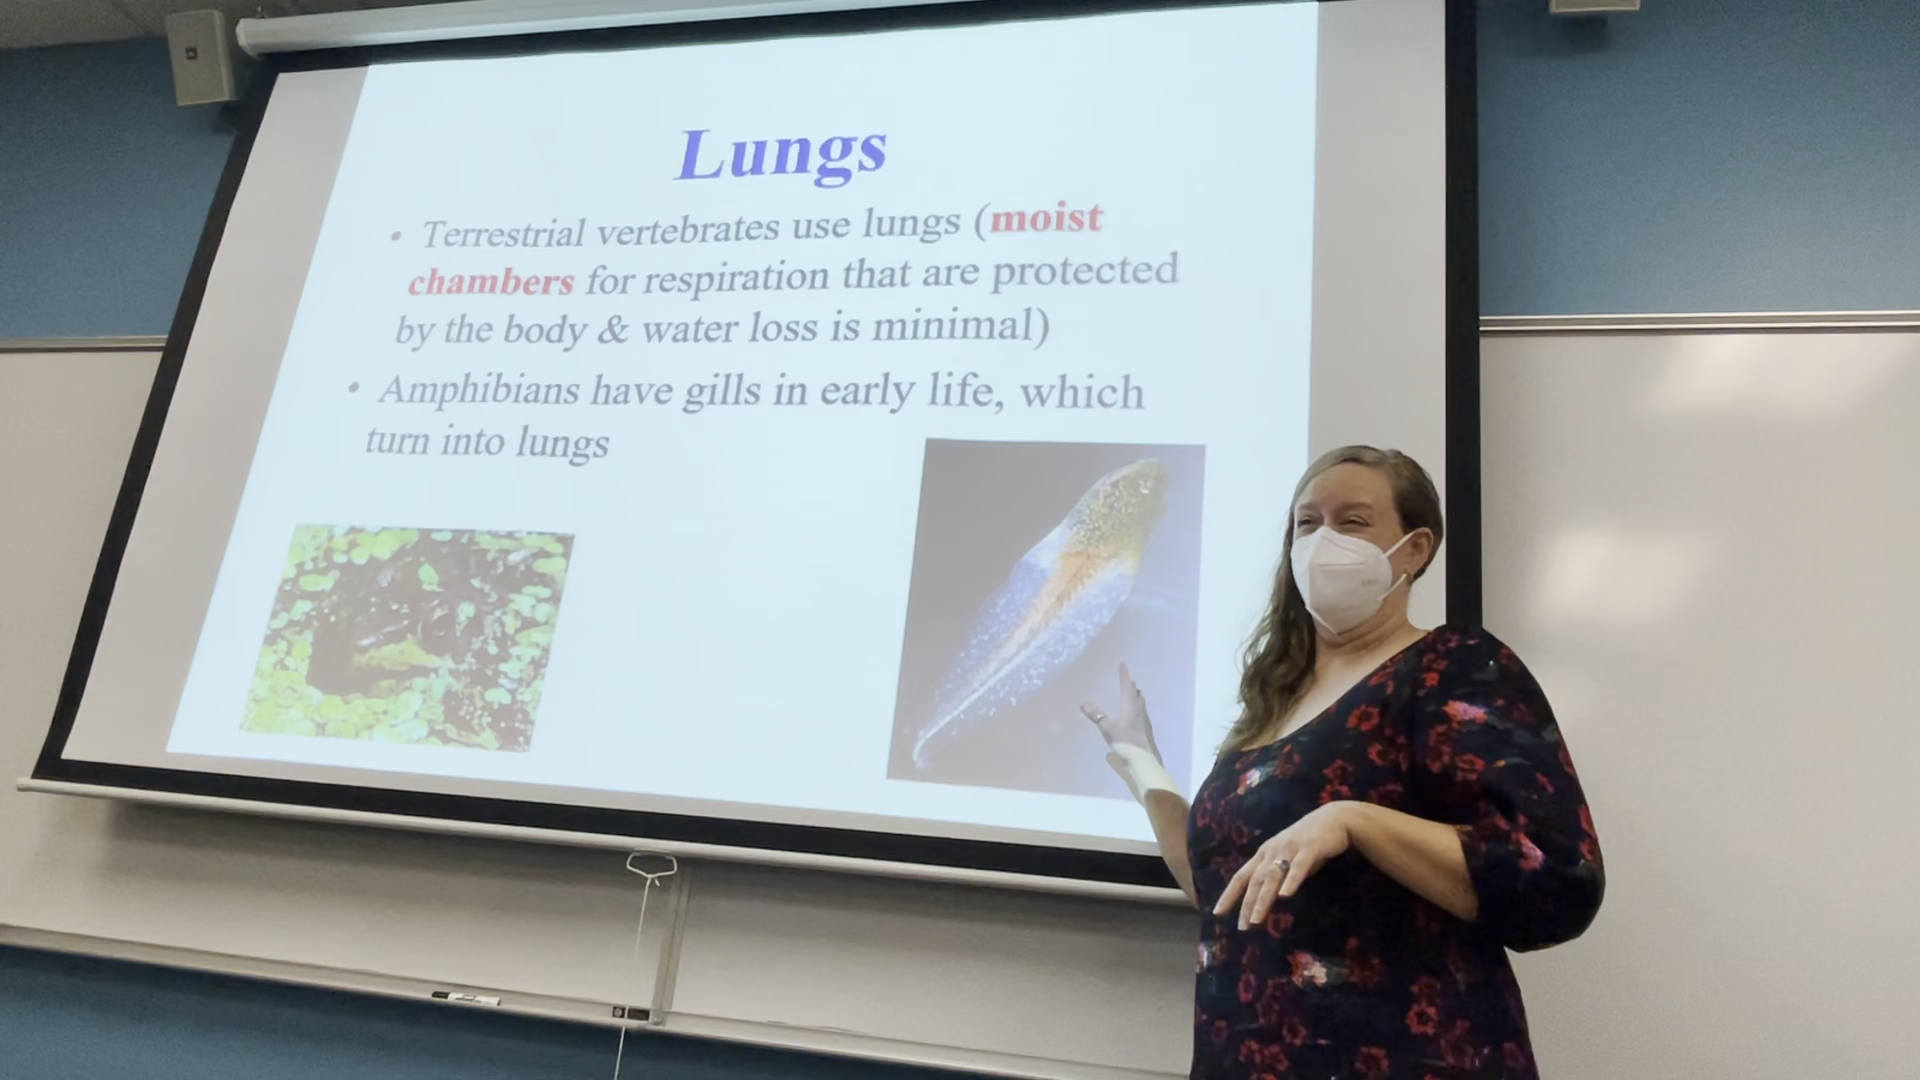 Lungs
• Terrestrial vertebrates use lungs (moist
chambers for respiration that are protected
by the body & water loss is minimal)
• Amphibians have gills in early life, which
turn into lungs